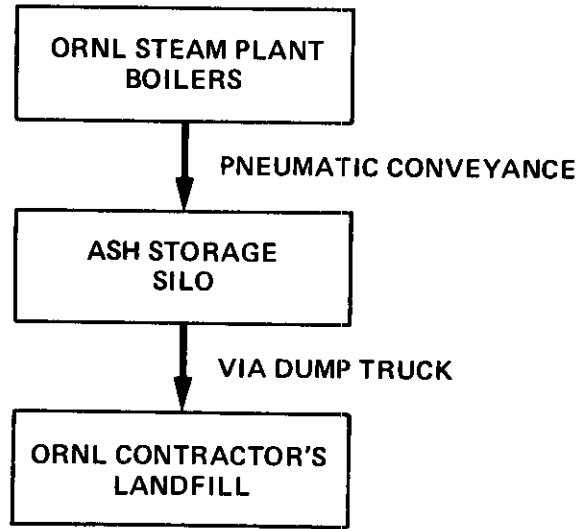 ORNL STEAM PLANT
BOILERS
PNEUMATIC CONVEYANCE
ASH STORAGE
SILO
VIA DUMP TRUCK
ORNL CONTRACTOR'S
LANDFILL